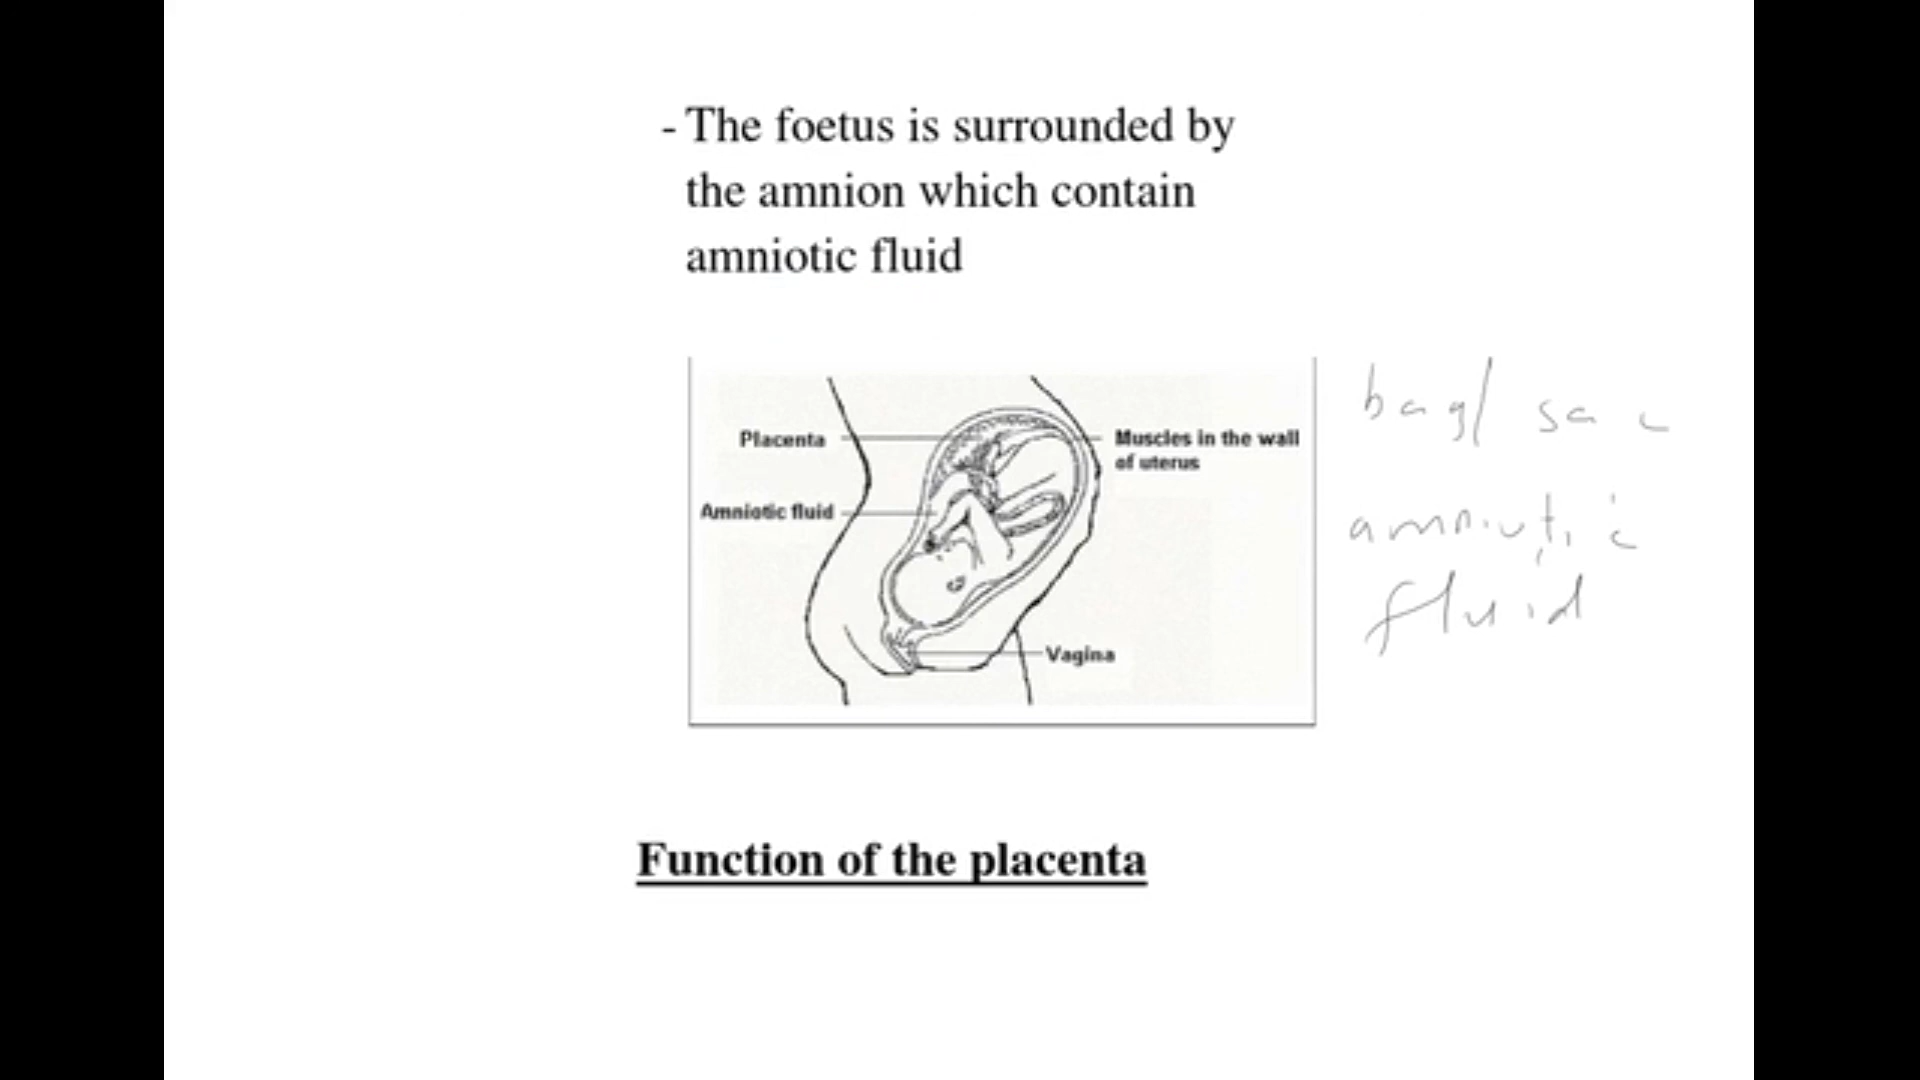 - The foetus is surrounded by
the amnion which contain
amniotic fluid
Placenta
Muscles in the wall
of uterus
Amniotic fluid
Vagina
bag/ sac
amniotic
fluid
Function of the placenta